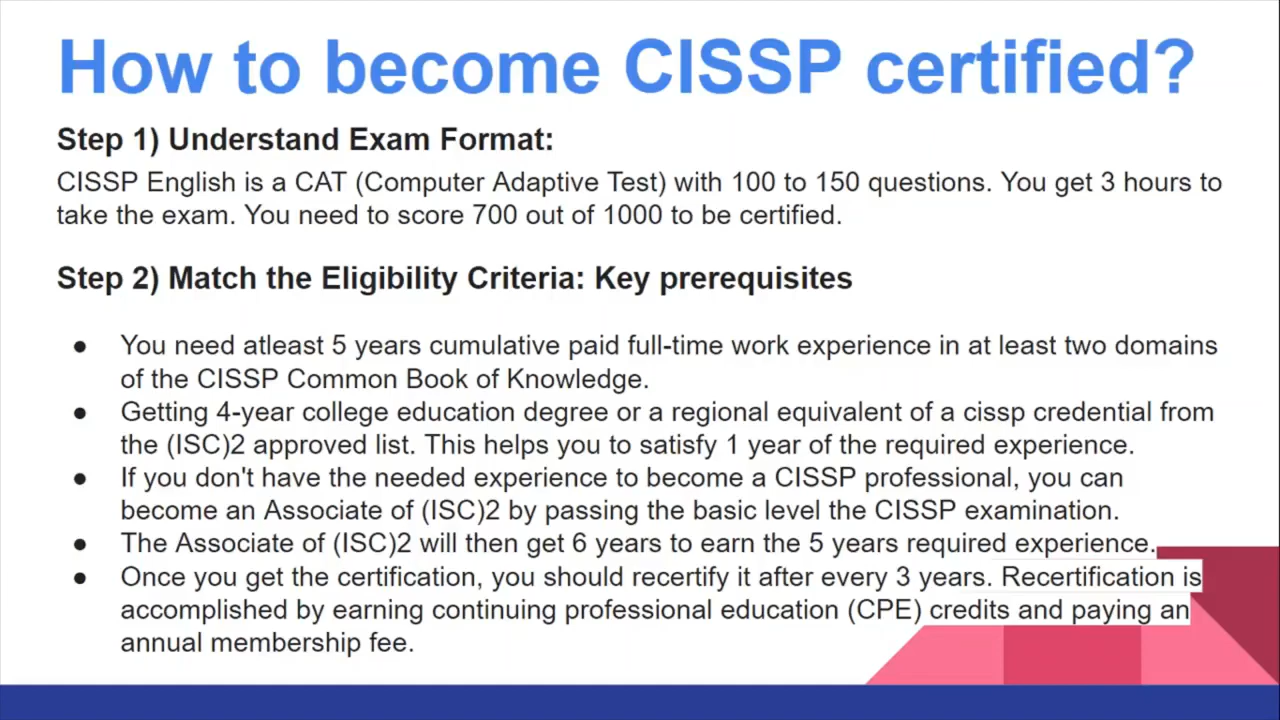 How to become CISSP certified?
Step 1) Understand Exam Format:
CISSP English is a CAT (Computer Adaptive Test) with 100 to 150 questions. You get 3 hours to
take the exam. You need to score 700 out of 1000 to be certified.
Step 2) Match the Eligibility Criteria: Key prerequisites
● You need atleast 5 years cumulative paid full-time work experience in at least two domains
of the CISSP Common Book of Knowledge.
● Getting 4-year college education degree or a regional equivalent of a cissp credential from
the (ISC)2 approved list. This helps you to satisfy 1 year of the required experience.
● If you don't have the needed experience to become a CISSP professional, you can
become an Associate of (ISC)2 by passing the basic level the CISSP examination.
● The Associate of (ISC)2 will then get 6 years to earn the 5 years required experience.
● Once you get the certification, you should recertify it after every 3 years. Recertification is
accomplished by earning continuing professional education (CPE) credits and paying an
annual membership fee.